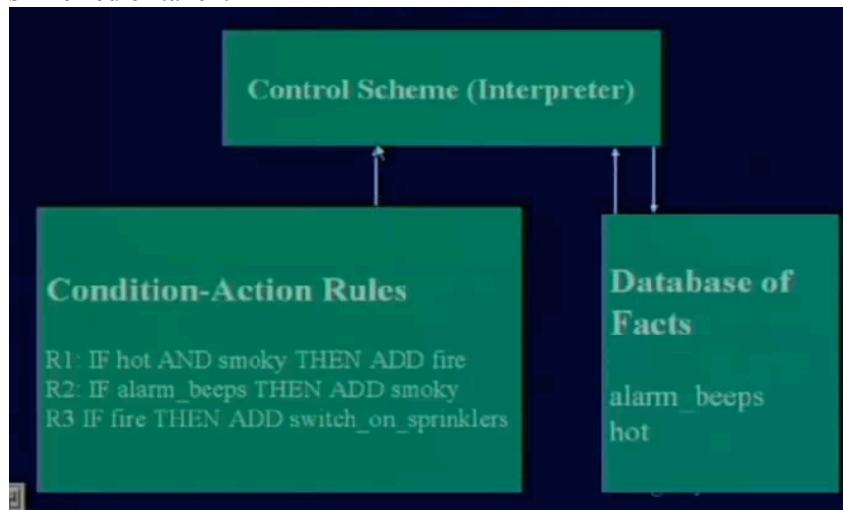 Control Scheme (Interpreter)
Condition-Action Rules
R1: IF hot AND smoky THEN ADD fire
R2: IF alarm_beeps THEN ADD smoky
R3 IF fire THEN ADD switch_on_sprinklers
Database of
Facts
alarm_beeps
hot